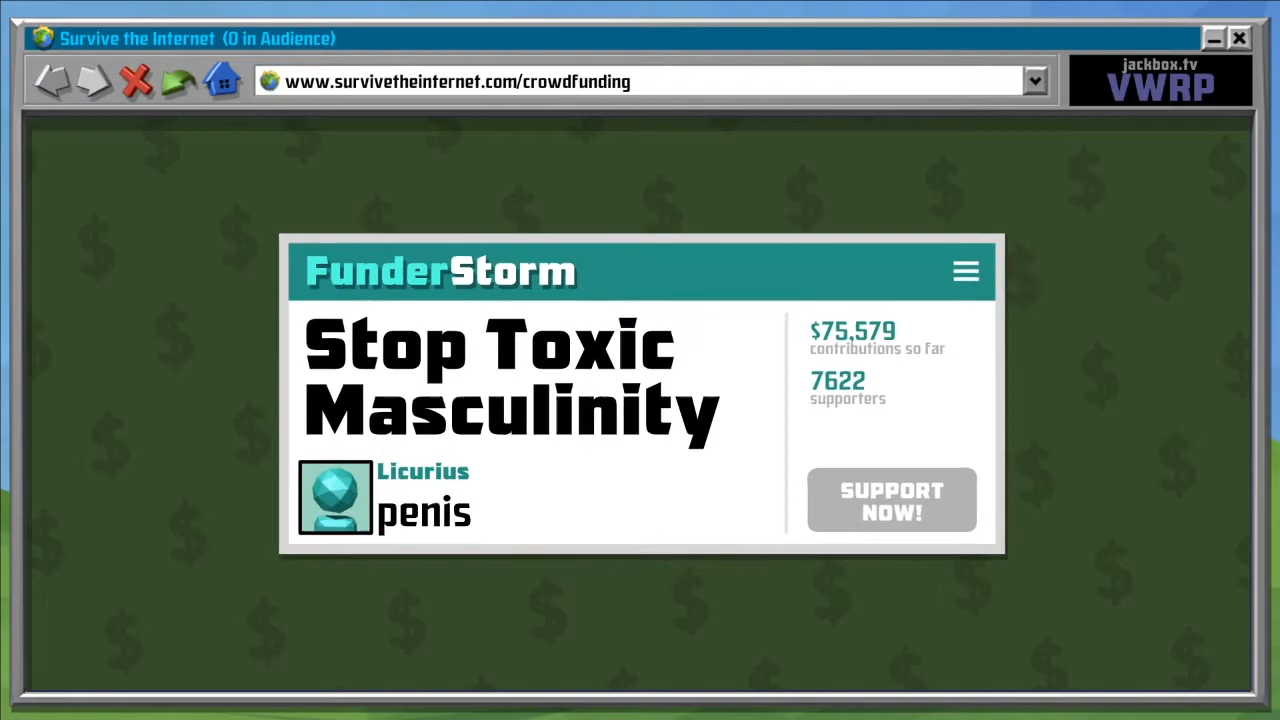 Survive the Internet (0 in Audience)
www.survivetheinternet.com/crowdfunding
jackbox.tv
VWRP
FunderStorm
Stop Toxic
Masculinity
Licurius
penis
$75,579
contributions so far
7622
supporters
SUPPORT
NOW!